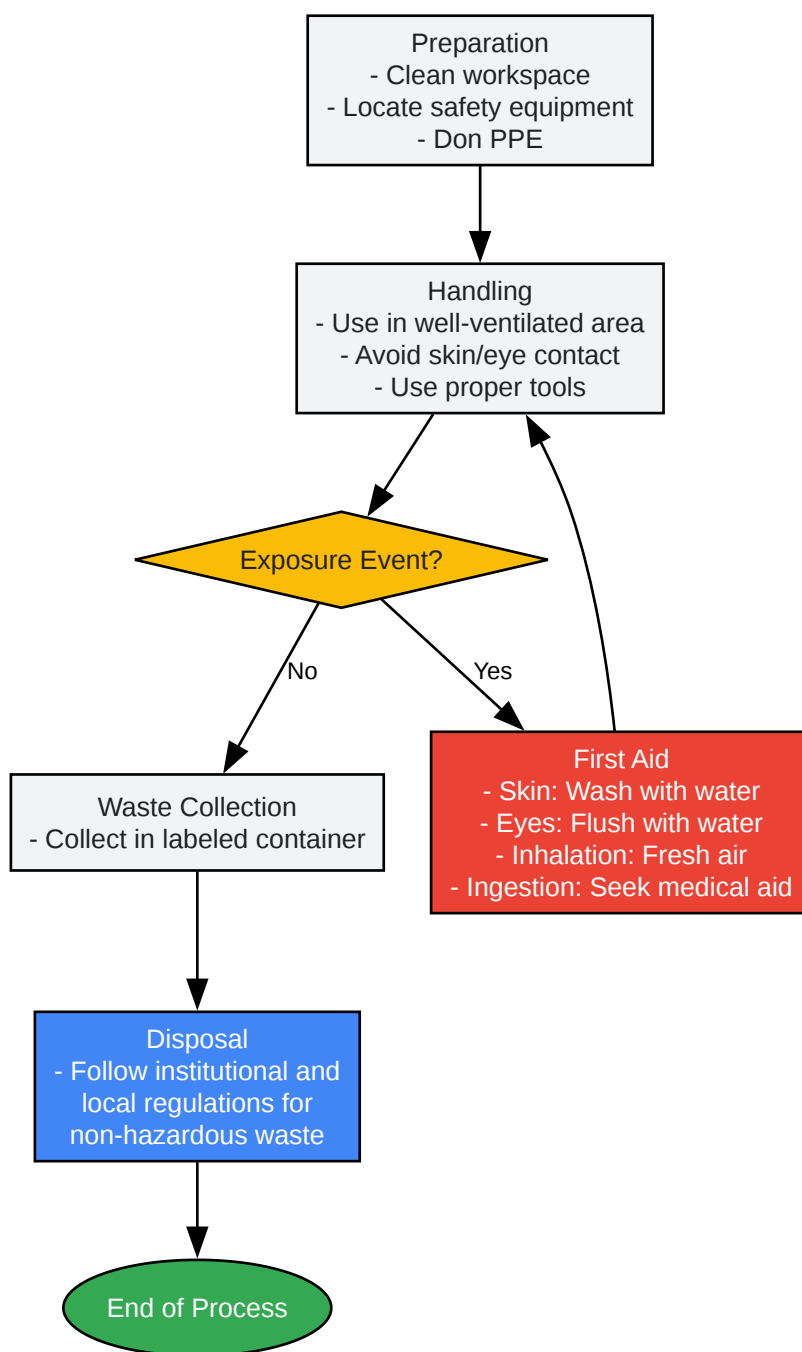 Preparation
- Clean workspace
- Locate safety equipment
- Don PPE
Handling
- Use in well-ventilated area
- Avoid skin/eye contact
- Use proper tools
Exposure Event?
No
Yes
First Aid
- Skin: Wash with water
- Eyes: Flush with water
- Inhalation: Fresh air
- Ingestion: Seek medical aid
Waste Collection
- Collect in labeled container
Disposal
- Follow institutional and
local regulations for
non-hazardous waste
End of Process